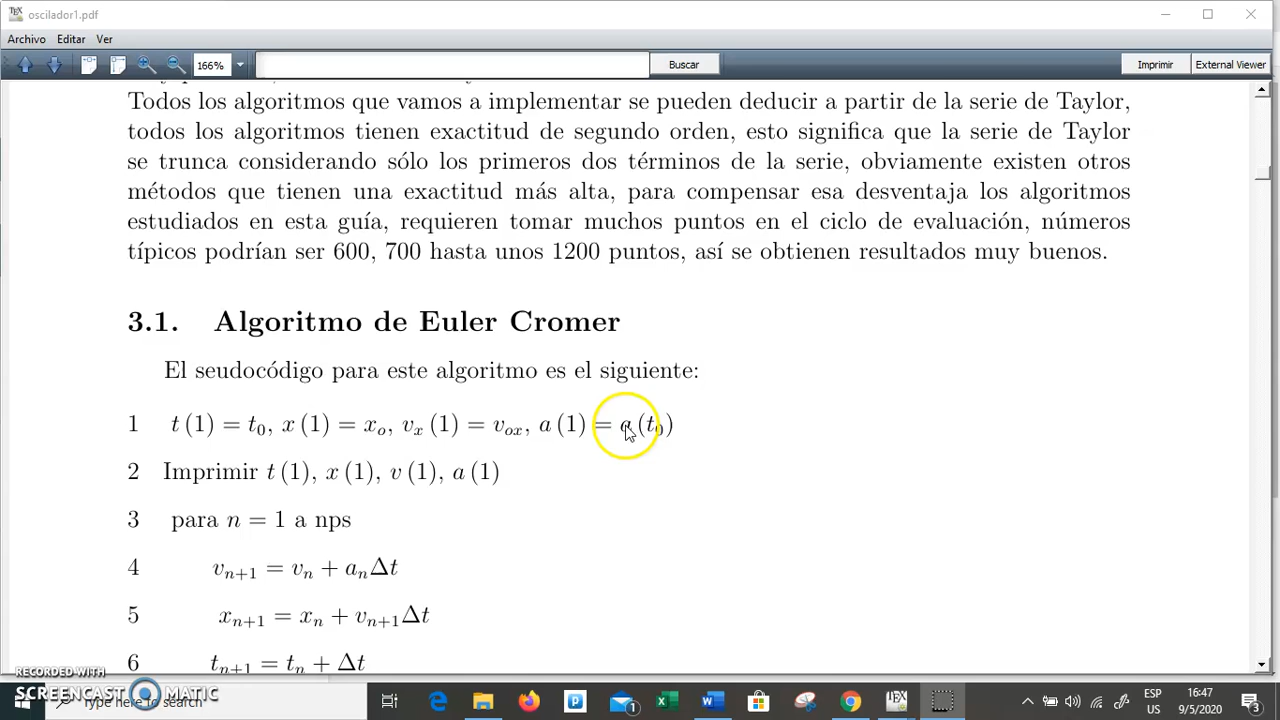 oscilador1.pdf
Archivo Editar Ver
166% Buscar Imprimir External Viewer
Todos los algoritmos que vamos a implementar se pueden deducir a partir de la serie de Taylor,
todos los algoritmos tienen exactitud de segundo orden, esto significa que la serie de Taylor
se trunca considerando sólo los primeros dos términos de la serie, obviamente existen otros
métodos que tienen una exactitud más alta, para compensar esa desventaja los algoritmos
estudiados en esta guía, requieren tomar muchos puntos en el ciclo de evaluación, números
típicos podrían ser 600, 700 hasta unos 1200 puntos, así se obtienen resultados muy buenos.
3.1. Algoritmo de Euler Cromer
El seudocódigo para este algoritmo es el siguiente:
1 t (1) = t₀, x (1) = xₒ, vₓ (1) = vₒₓ, a (1) = a (t₀)
2 Imprimir t (1), x (1), v (1), a (1)
3 para n = 1 a nps
4 vₙ₊₁ = vₙ + aₙΔt
5 xₙ₊₁ = xₙ + vₙ₊₁Δt
6 tₙ₊₁ = tₙ + Δt
RECORDED WITH
SCREENCAST MATIC
here to search
ESP
US
16:47
9/5/2020
1
3